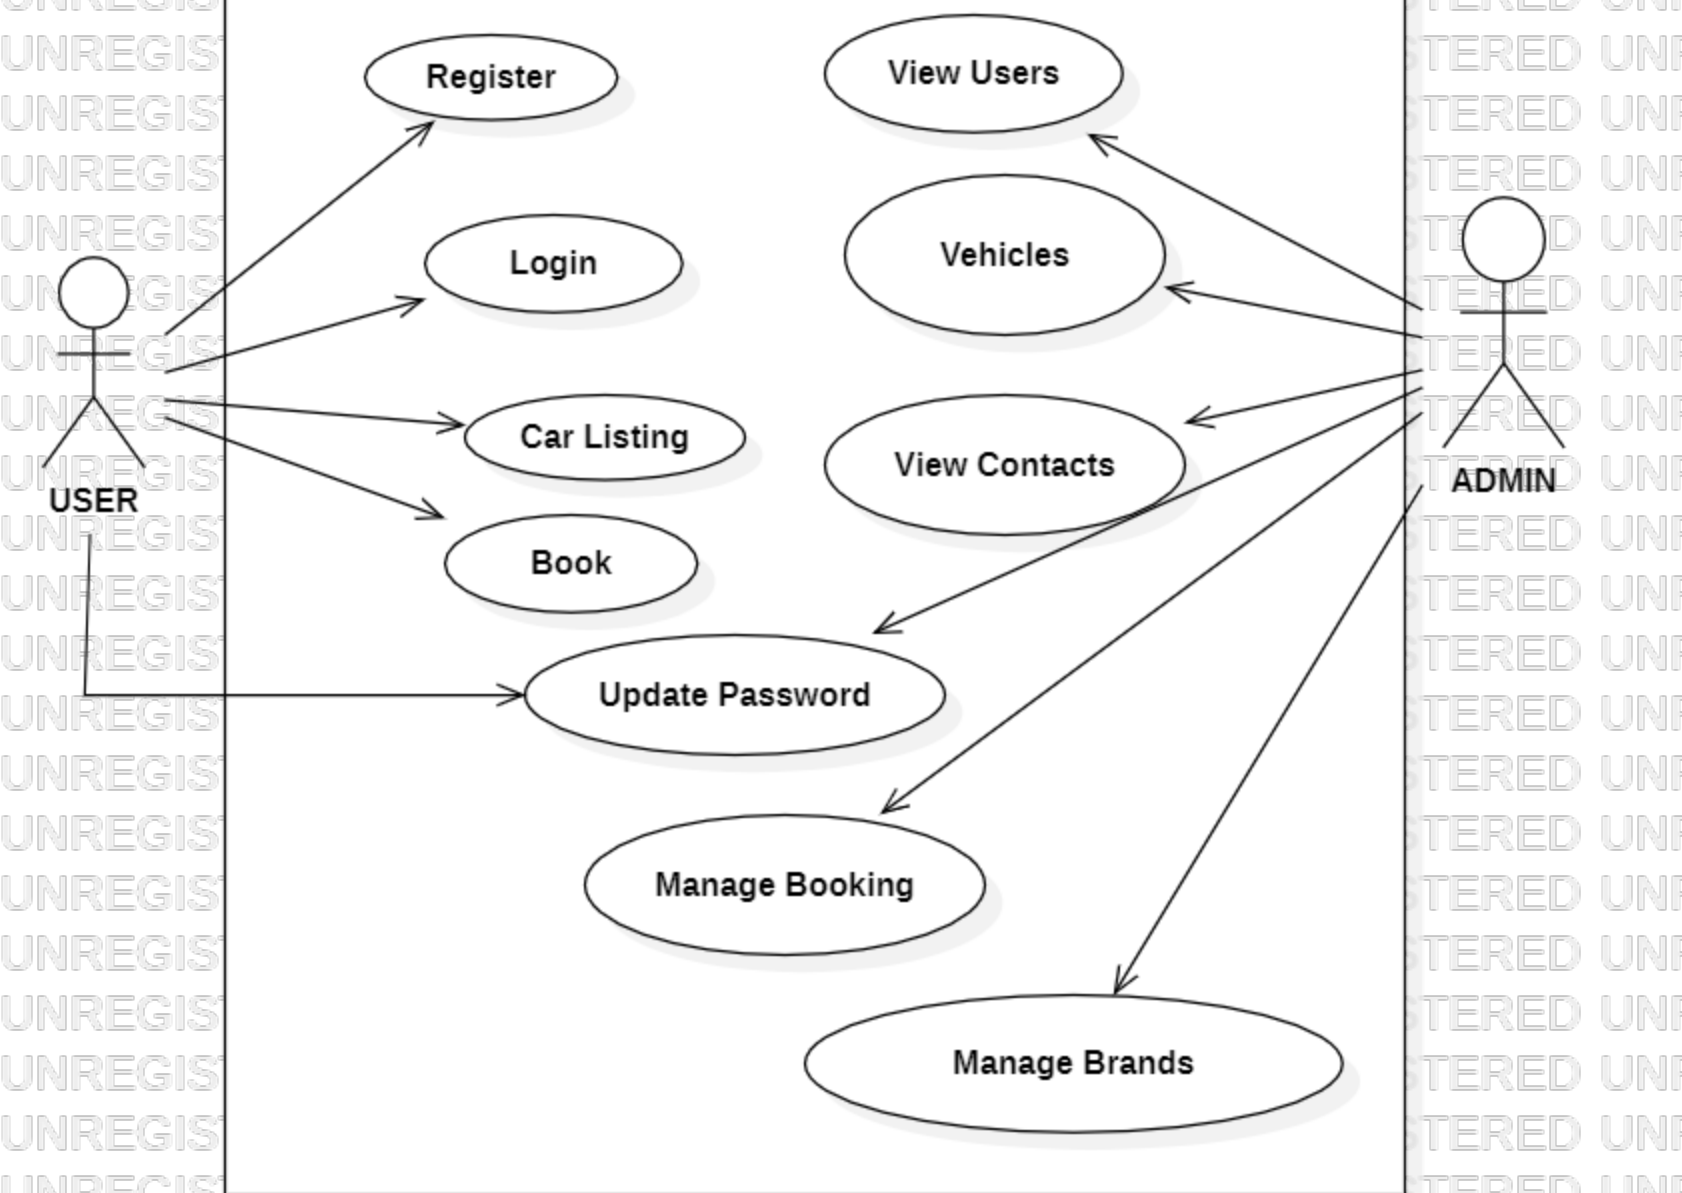 Register
View Users
Login
Vehicles
Car Listing
View Contacts
USER
ADMIN
Book
Update Password
Manage Booking
Manage Brands